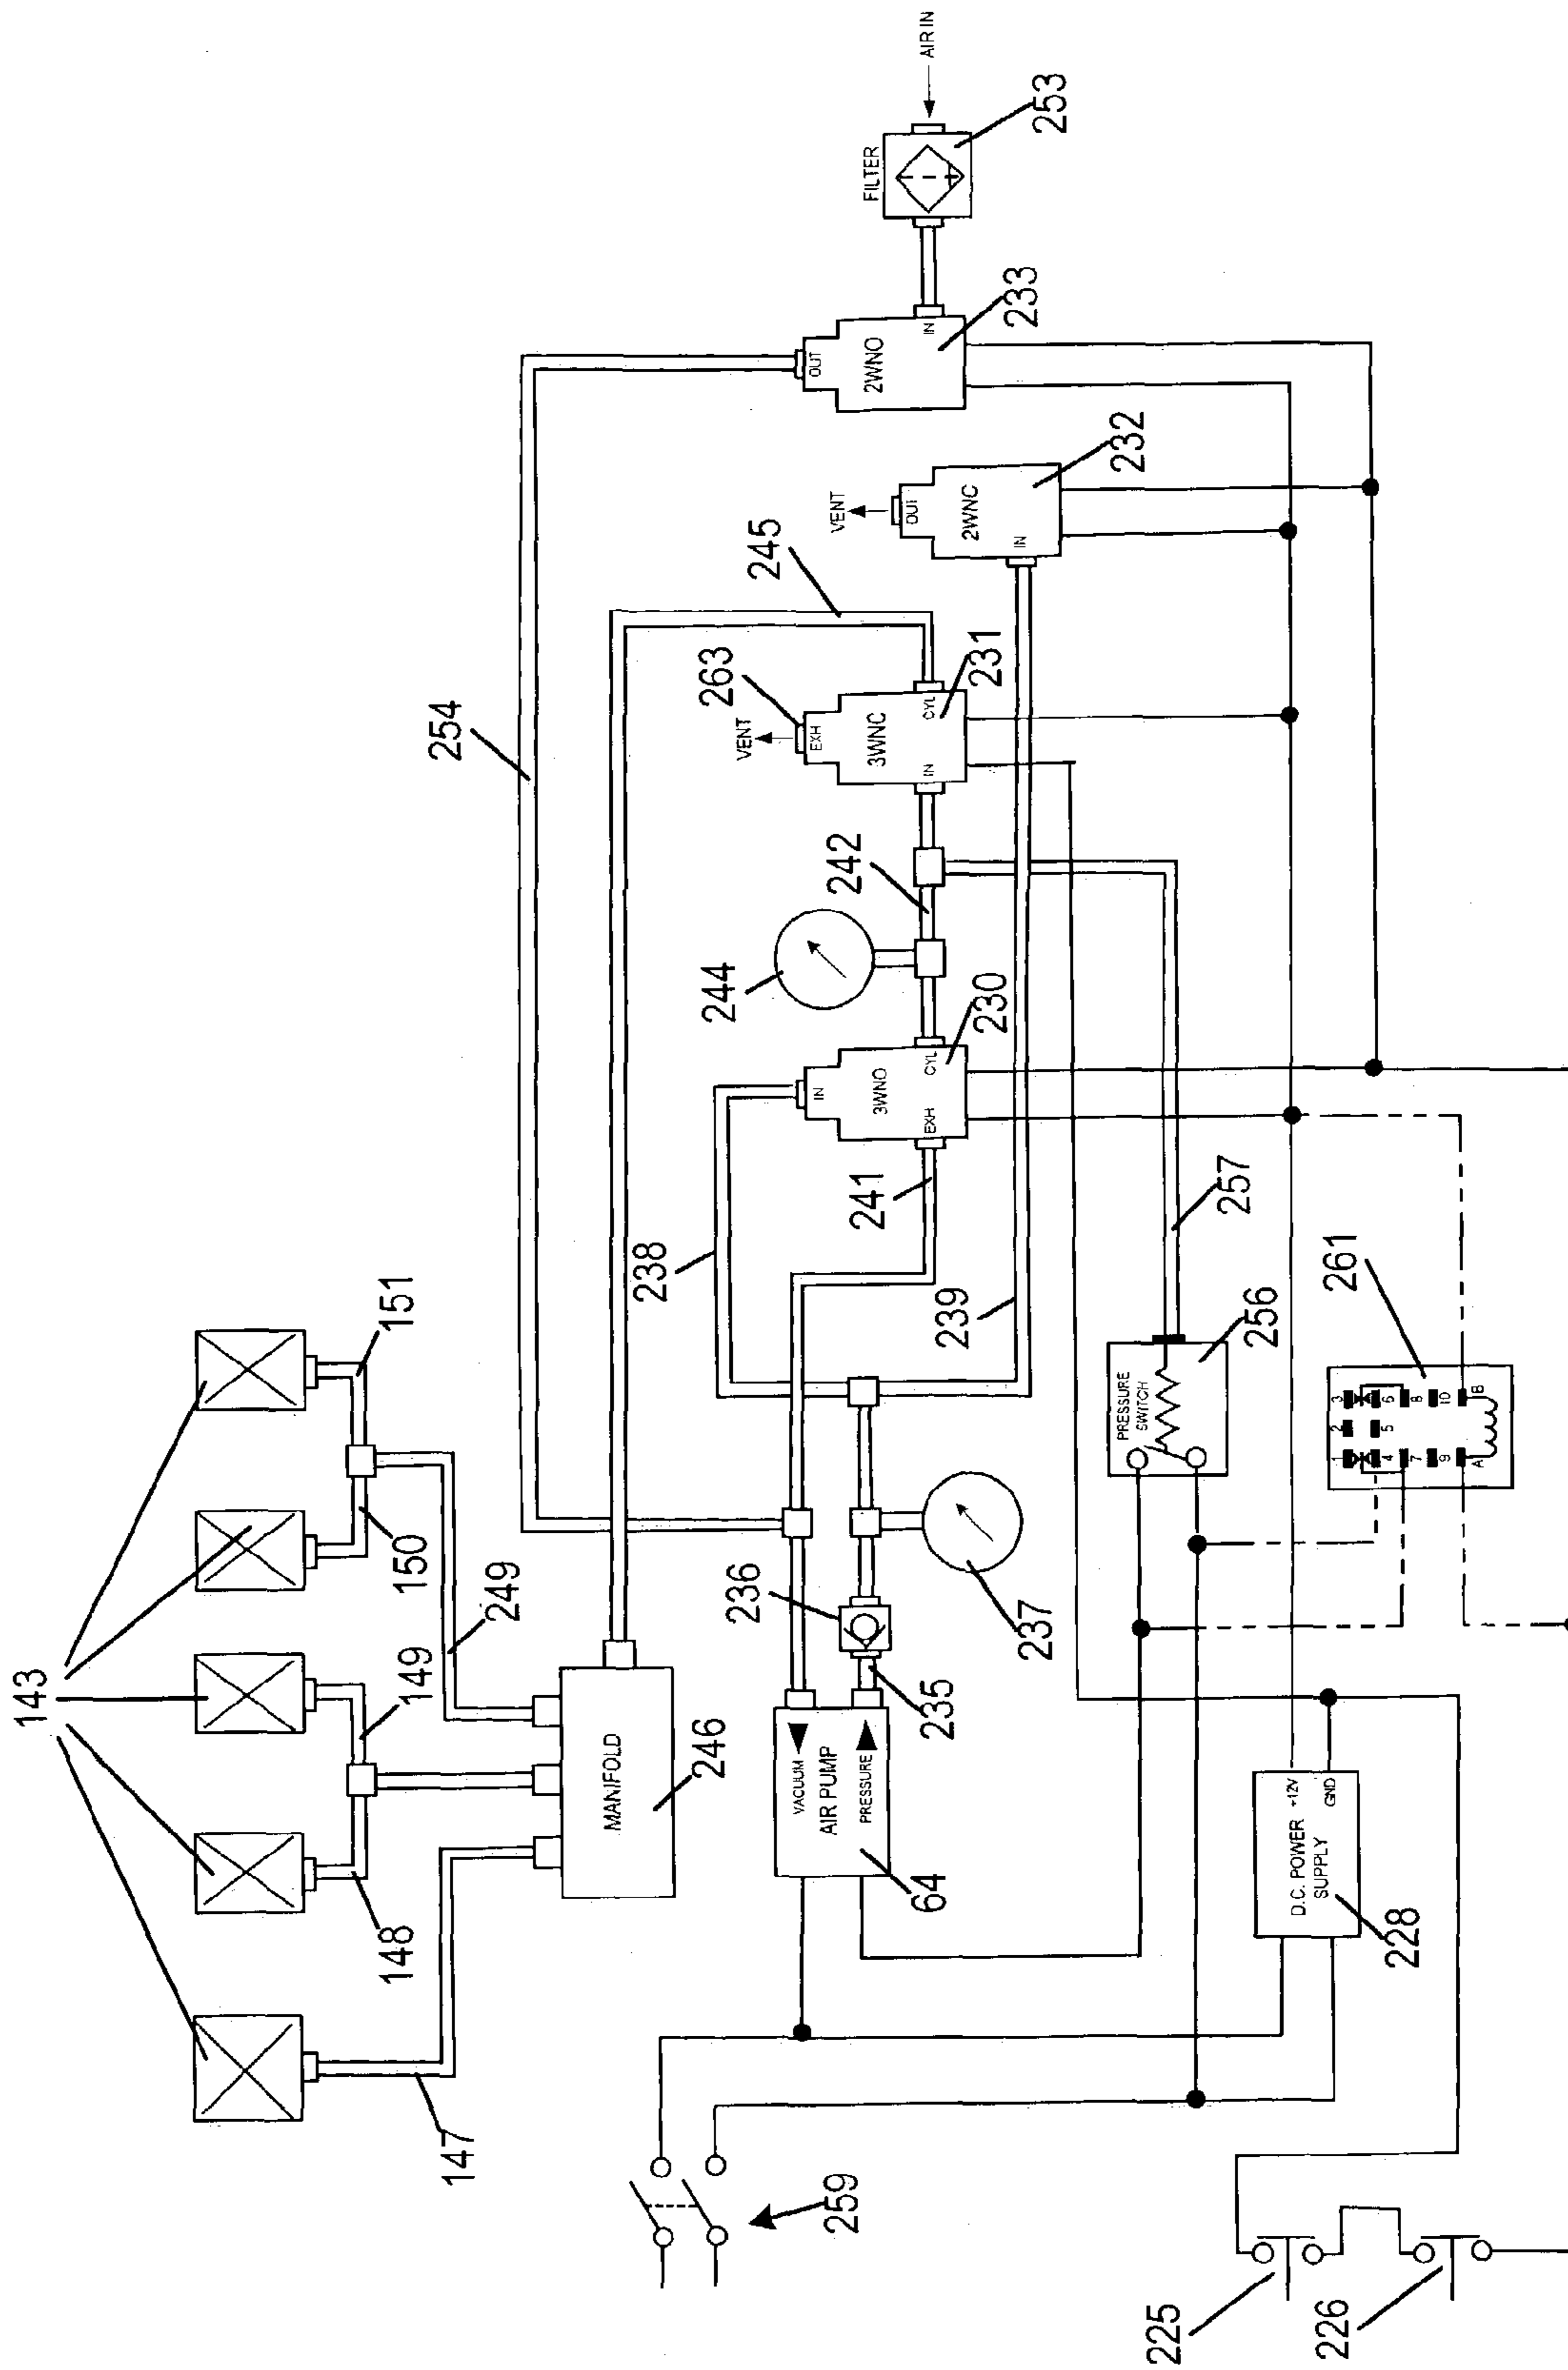 143
151
150
149
249
148
147
254
MANIFOLD
246
245
263
VENT
EXH
3WNC
IN
CYL
231
238
244
242
241
IN
3WNO
EXH
CYL
230
VENT
OUT
2WNC
IN
232
OUT
2WNO
IN
233
FILTER
AIR IN
253
236
VACUUM
AIR PUMP
PRESSURE
64
235
237
239
259
PRESSURE
SWITCH
256
257
261
1 2 3
4 5 6
7 8
9 10
A B
D.C. POWER
SUPPLY
+12V
GND
228
225
226